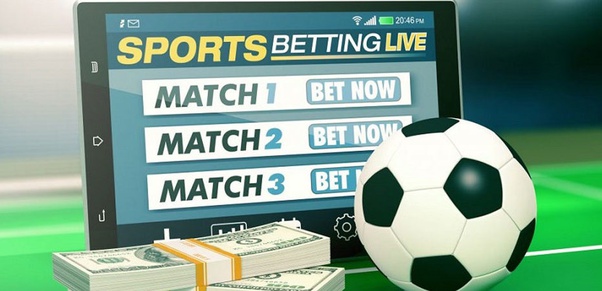 20:46 PM
SPORTS BETTING LIVE
MATCH 1 BET NOW
MATCH 2 BET NOW
MATCH 3 BET